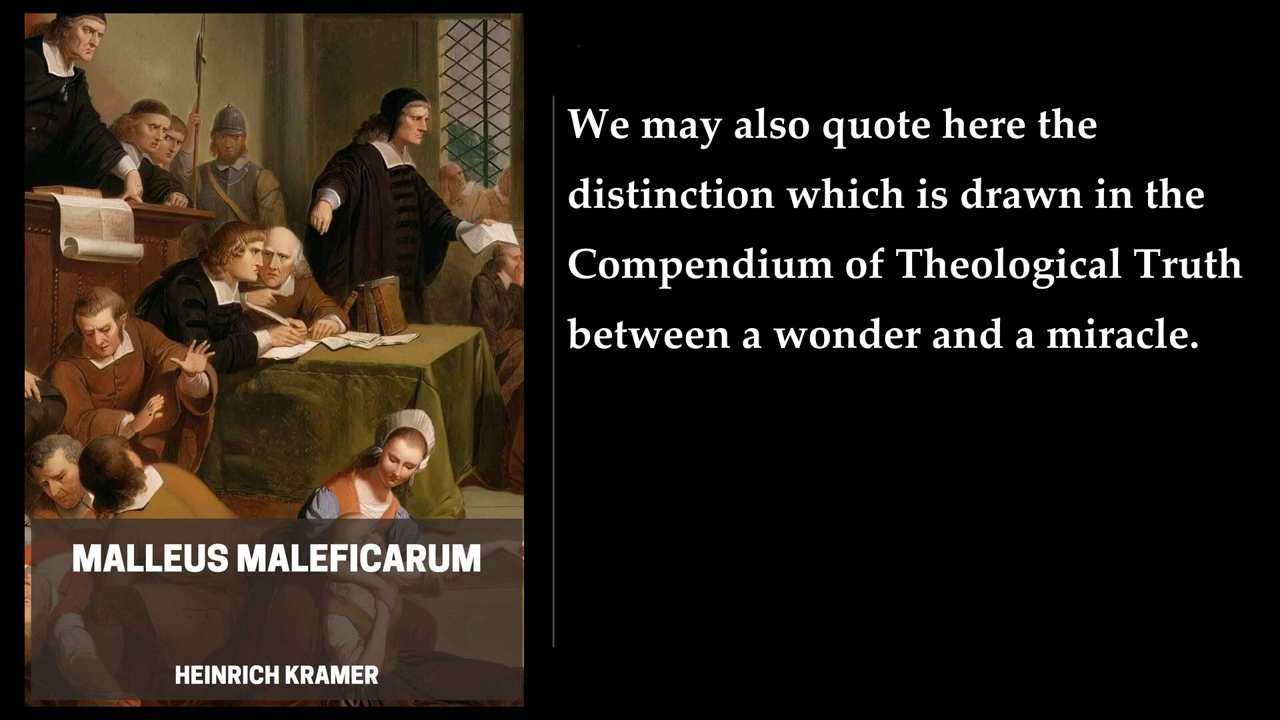 MALLEUS MALEFICARUM
HEINRICH KRAMER
We may also quote here the
distinction which is drawn in the
Compendium of Theological Truth
between a wonder and a miracle.